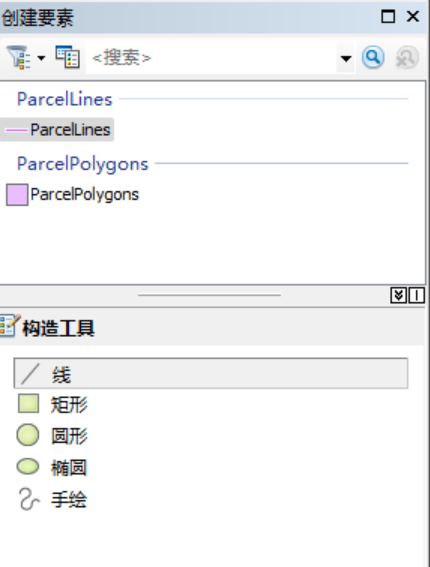 创建要素
<搜索>
ParcelLines
ParcelLines
ParcelPolygons
ParcelPolygons
构造工具
线
矩形
圆形
椭圆
手绘